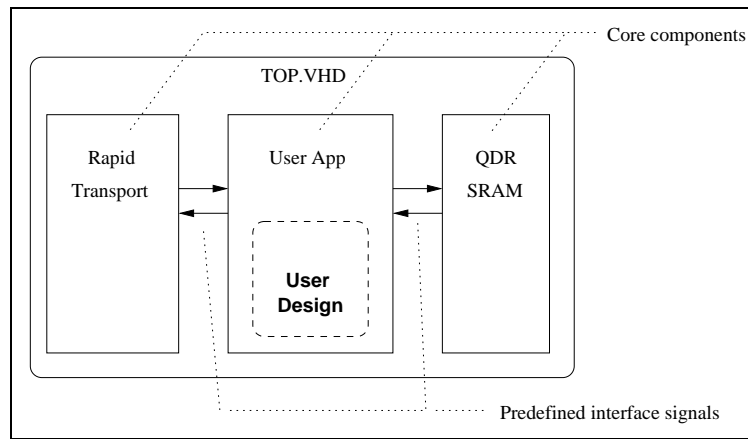 Core components
TOP.VHD
Rapid
Transport
User App
QDR
SRAM
User
Design
Predefined interface signals